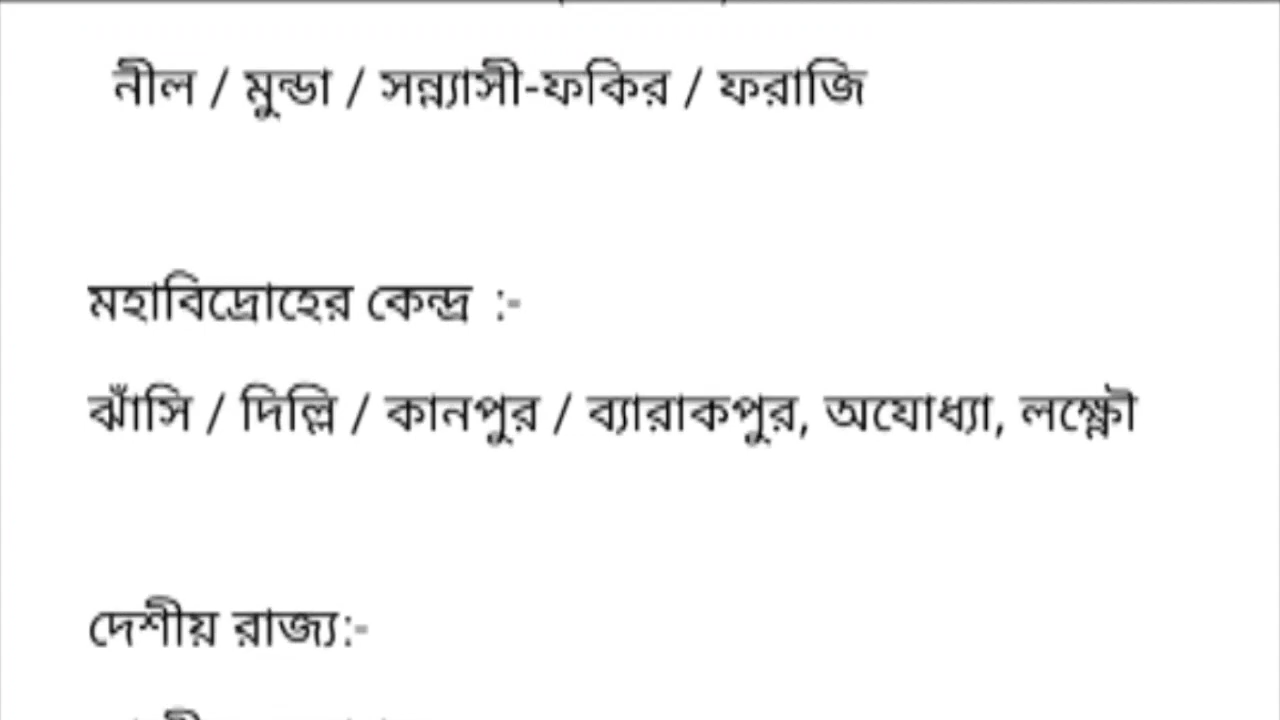 নীল / মুন্ডা / সন্ন্যাসী-ফকির / ফরাজি
মহাবিদ্রোহের কেন্দ্র :-
ঝাঁসি / দিল্লি / কানপুর / ব্যারাকপুর, অযোধ্যা, লক্ষ্ণৌ
দেশীয় রাজ্য:-